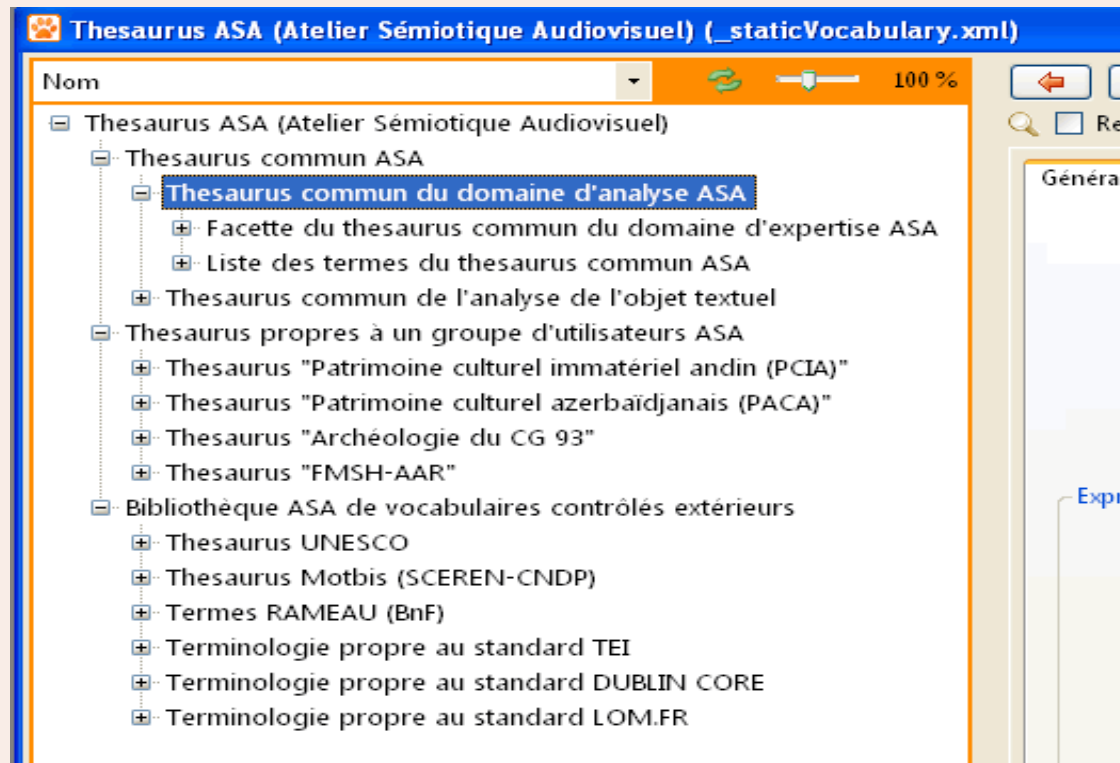 Thesaurus ASA (Atelier Sémiotique Audiovisuel) (_staticVocabulary.xml)
Nom
100 %
Thesaurus ASA (Atelier Sémiotique Audiovisuel)
Thesaurus commun ASA
Thesaurus commun du domaine d'analyse ASA
Facette du thesaurus commun du domaine d'expertise ASA
Liste des termes du thesaurus commun ASA
Thesaurus commun de l'analyse de l'objet textuel
Thesaurus propres à un groupe d'utilisateurs ASA
Thesaurus "Patrimoine culturel immatériel andin (PCIA)"
Thesaurus "Patrimoine culturel azerbaïdjanais (PACA)"
Thesaurus "Archéologie du CG 93"
Thesaurus "FMSH-AAR"
Bibliothèque ASA de vocabulaires contrôlés extérieurs
Thesaurus UNESCO
Thesaurus Motbis (SCEREN-CNDP)
Termes RAMEAU (BnF)
Terminologie propre au standard TEI
Terminologie propre au standard DUBLIN CORE
Terminologie propre au standard LOM.FR
Re
Généra
Expr